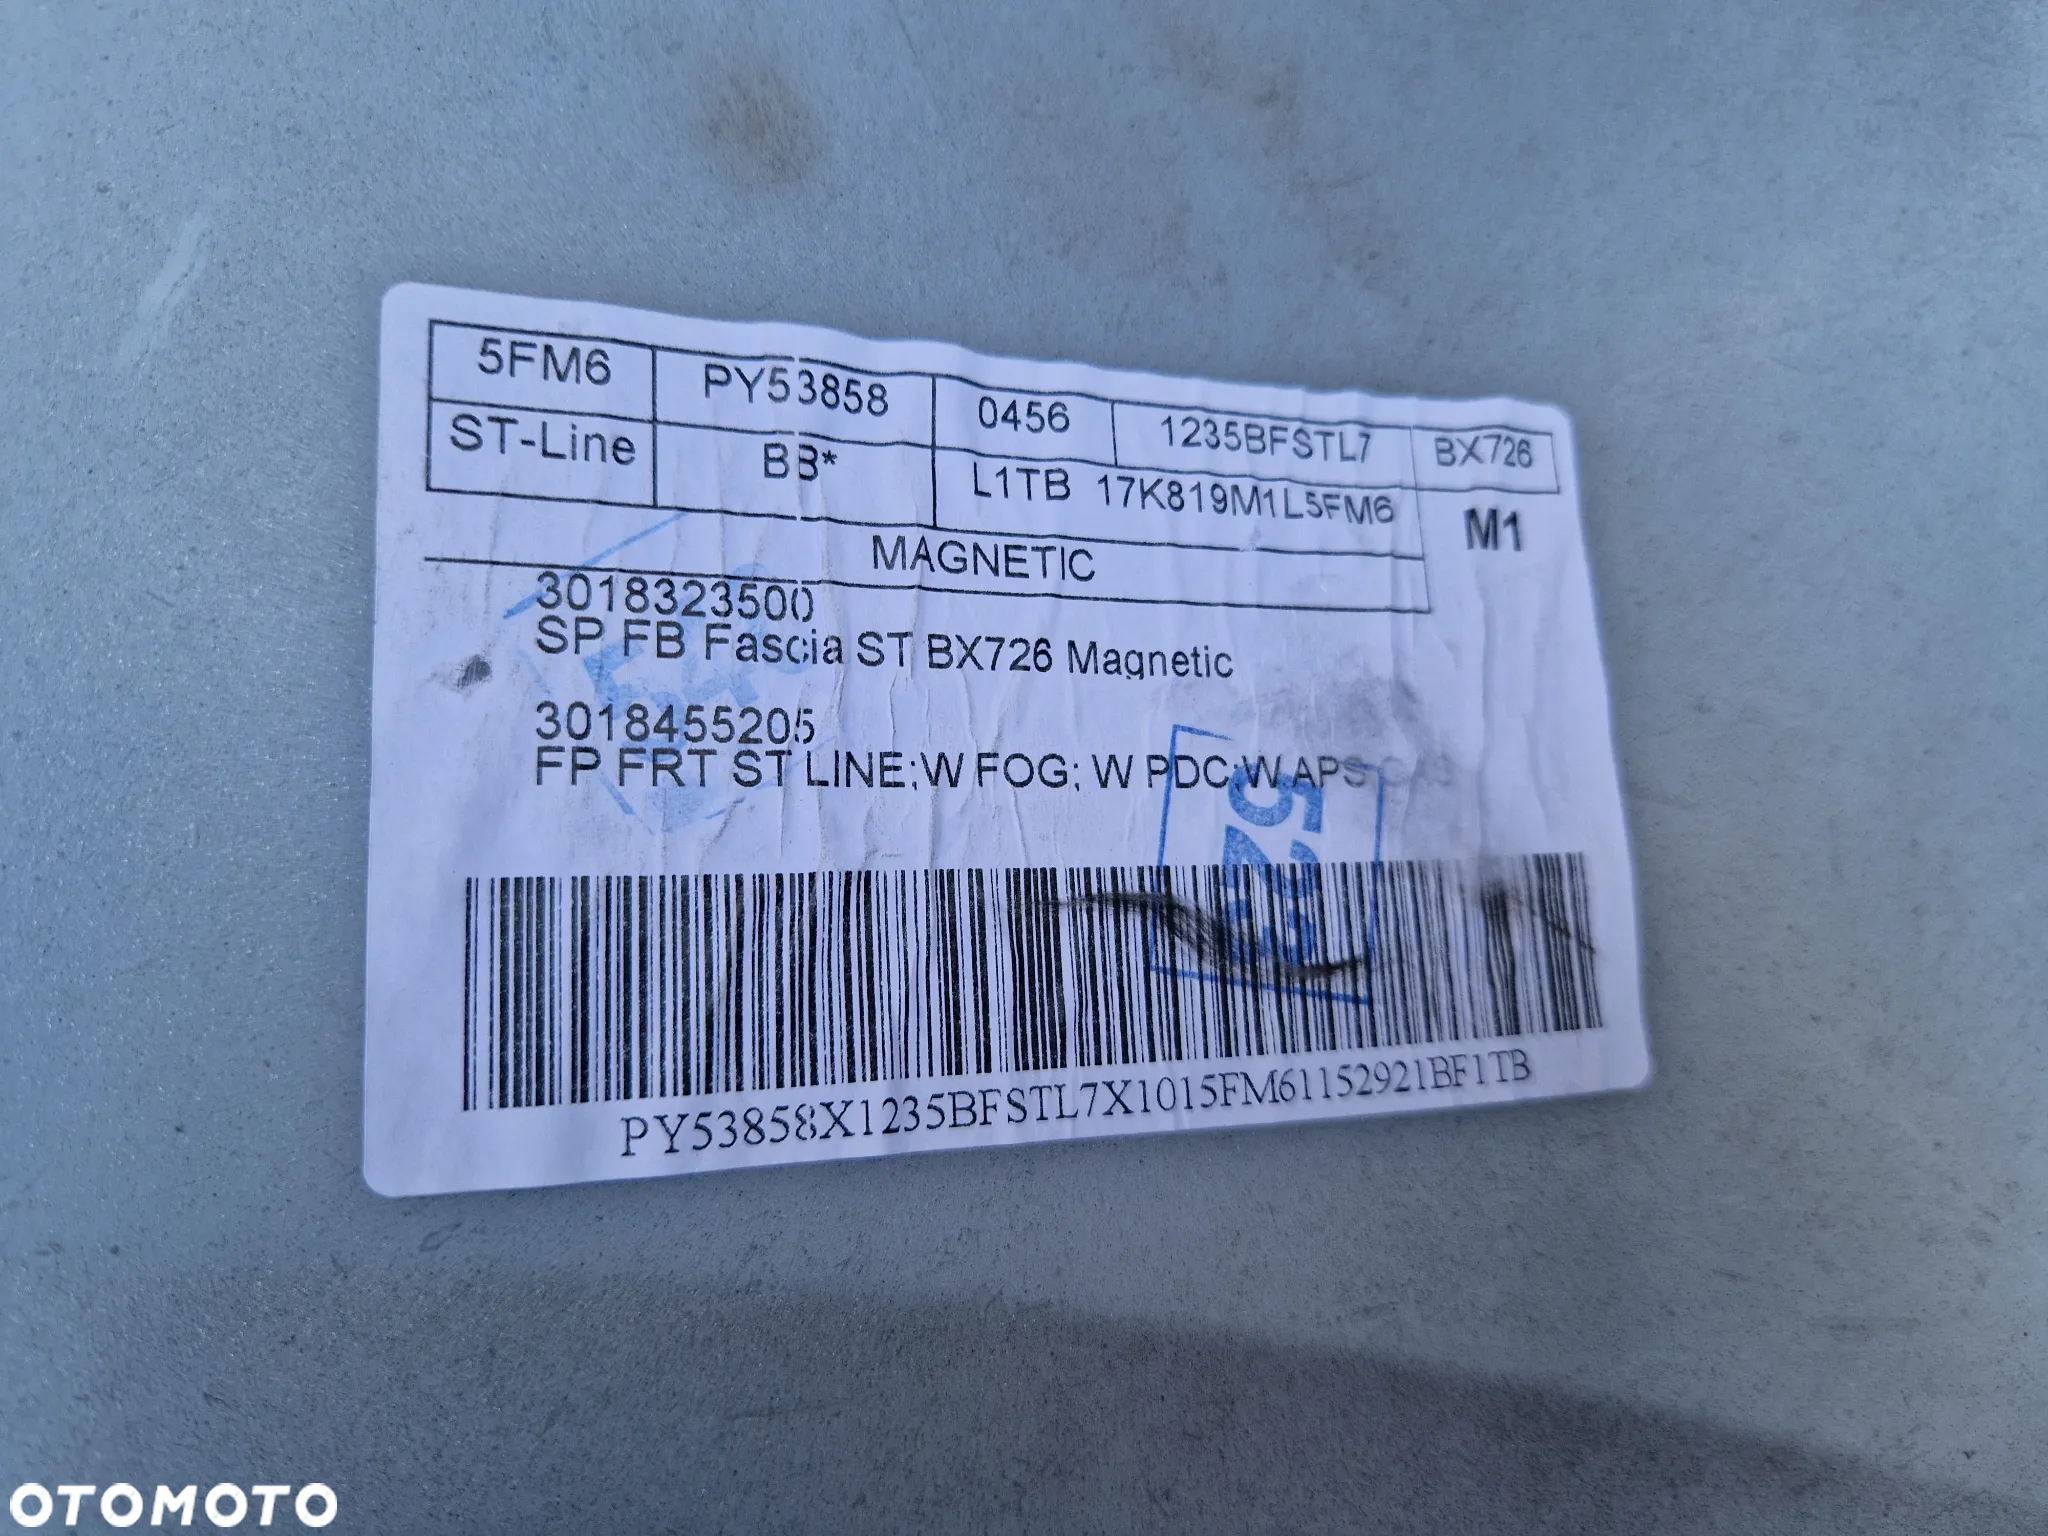 5FM6 PY53858 0456 1235BFSTL7 BX726
ST-Line BB* L1TB 17K819M1L5FM6 M1
MAGNETIC
3018323500
SP FB Fascia ST BX726 Magnetic
3018455205
FP FRT ST LINE;W FOG; W PDC;W APS
523
PY53858X1235BFSTL7X1015FM61152921BF1TB
OTOMOTO